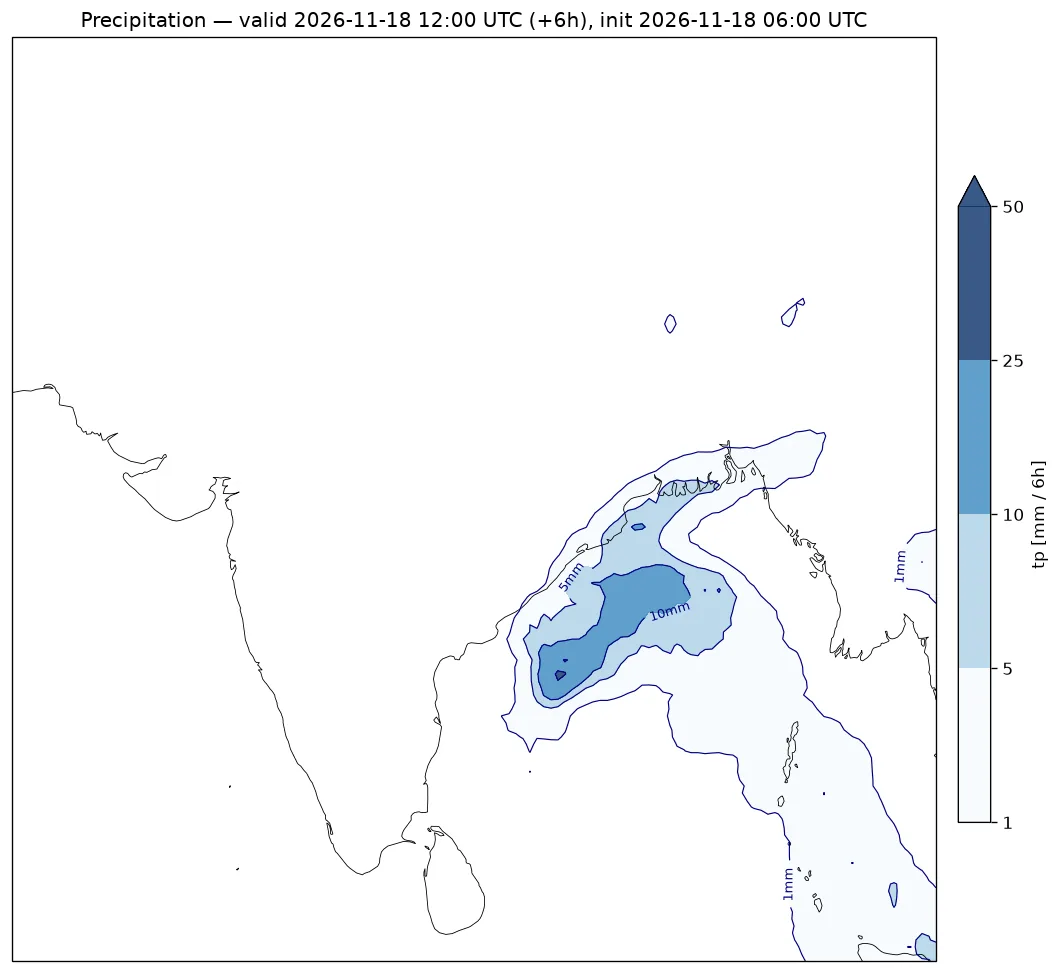 Precipitation — valid 2026-11-18 12:00 UTC (+6h), init 2026-11-18 06:00 UTC
50
25
10
5
1
tp [mm / 6h]
5mm
10mm
1mm
1mm